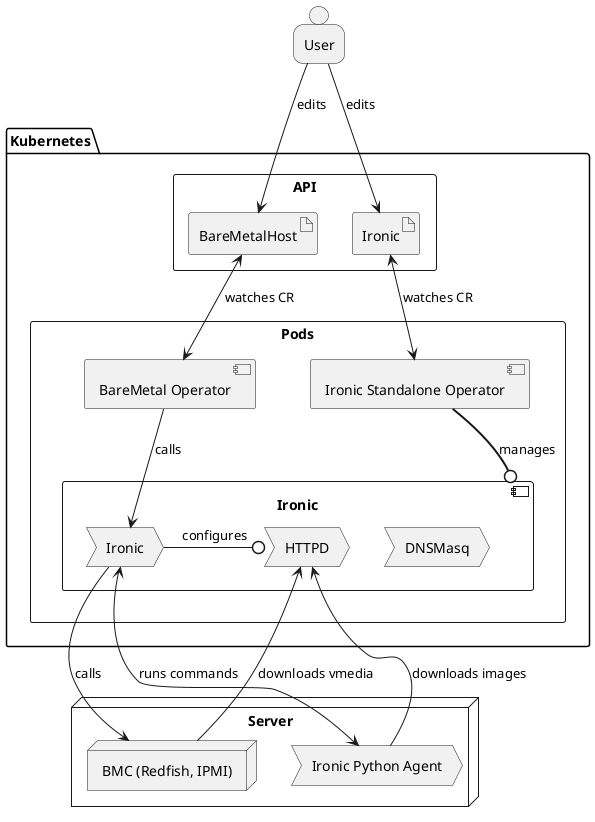 User
edits
edits
Kubernetes
API
BareMetalHost
Ironic
watches CR
watches CR
Pods
BareMetal Operator
Ironic Standalone Operator
calls
manages
Ironic
Ironic
configures
HTTPD
DNSMasq
calls
runs commands
downloads vmedia
downloads images
Server
BMC (Redfish, IPMI)
Ironic Python Agent